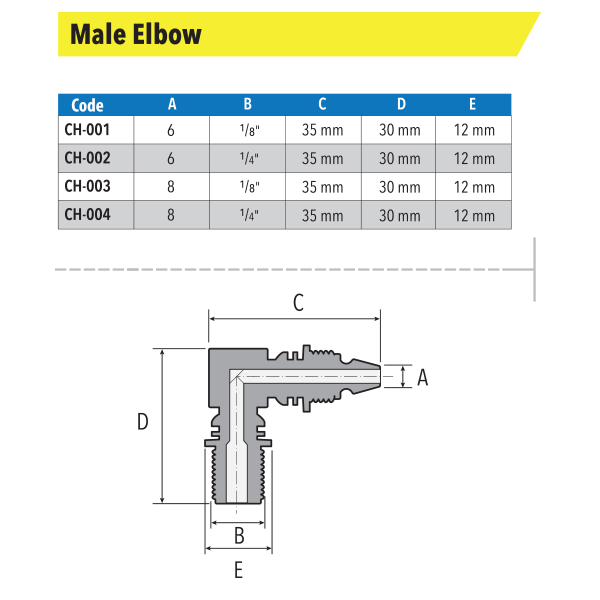 Male Elbow
Code A B C D E
CH-001 6 1/8" 35 mm 30 mm 12 mm
CH-002 6 1/4" 35 mm 30 mm 12 mm
CH-003 8 1/8" 35 mm 30 mm 12 mm
CH-004 8 1/4" 35 mm 30 mm 12 mm
C
A
D
B
E